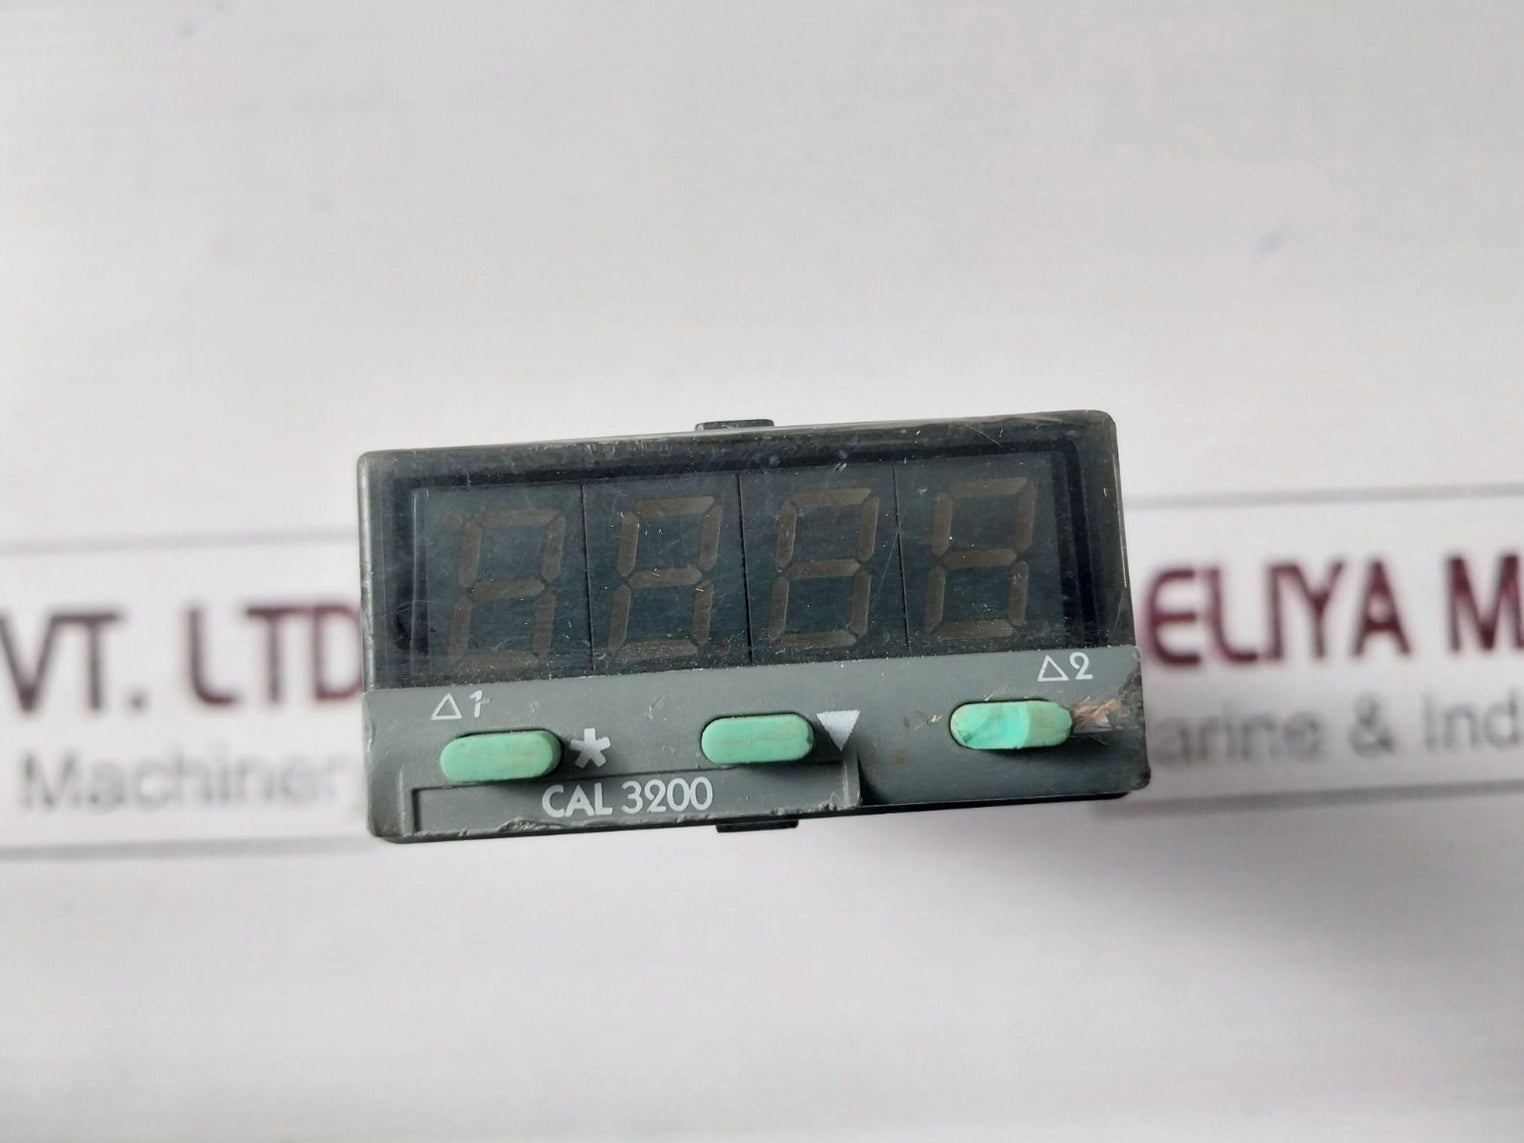 VT. LTD ELIYA M
Machiner arine & Ind
△1 △2
* ▼
CAL 3200